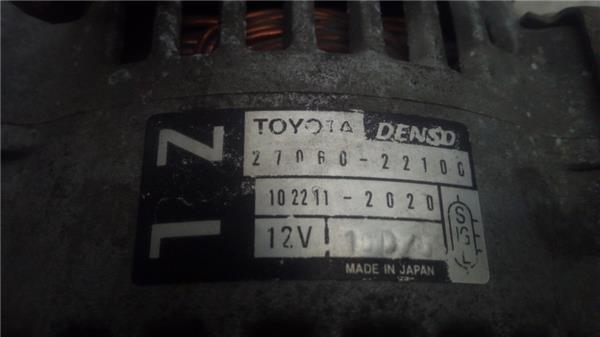 TOYOTA DENSO
27060-22100
102211-2020
12V
MADE IN JAPAN
S
IG
L